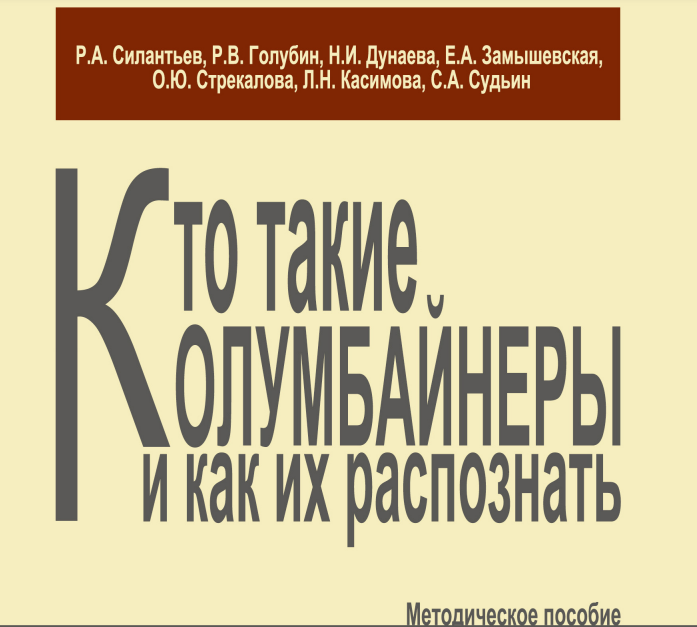 Р.А. Силантьев, Р.В. Голубин, Н.И. Дунаева, Е.А. Замышевская,
О.Ю. Стрекалова, Л.Н. Касимова, С.А. Судьин
Кто такие
КОЛУМБАЙНЕРЫ
и как их распознать
Методическое пособие